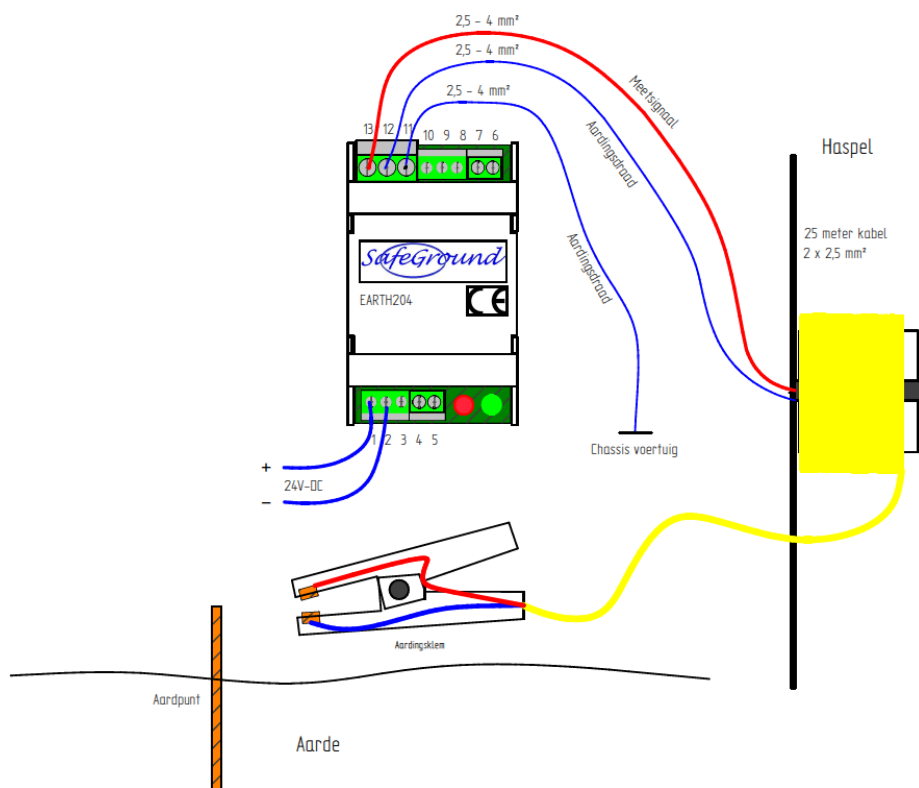 2,5 - 4 mm²
2,5 - 4 mm²
2,5 - 4 mm²
Meetsignaal
Aardingsdraad
Aardingsdraad
13 12 11 10 9 8 7 6
Haspel
25 meter kabel
2 x 2,5 mm²
SafeGround
EARTH204
CE
1 2 3 4 5
+
24V-DC
-
Chassis voertuig
Aardingsklem
Aardpunt
Aarde